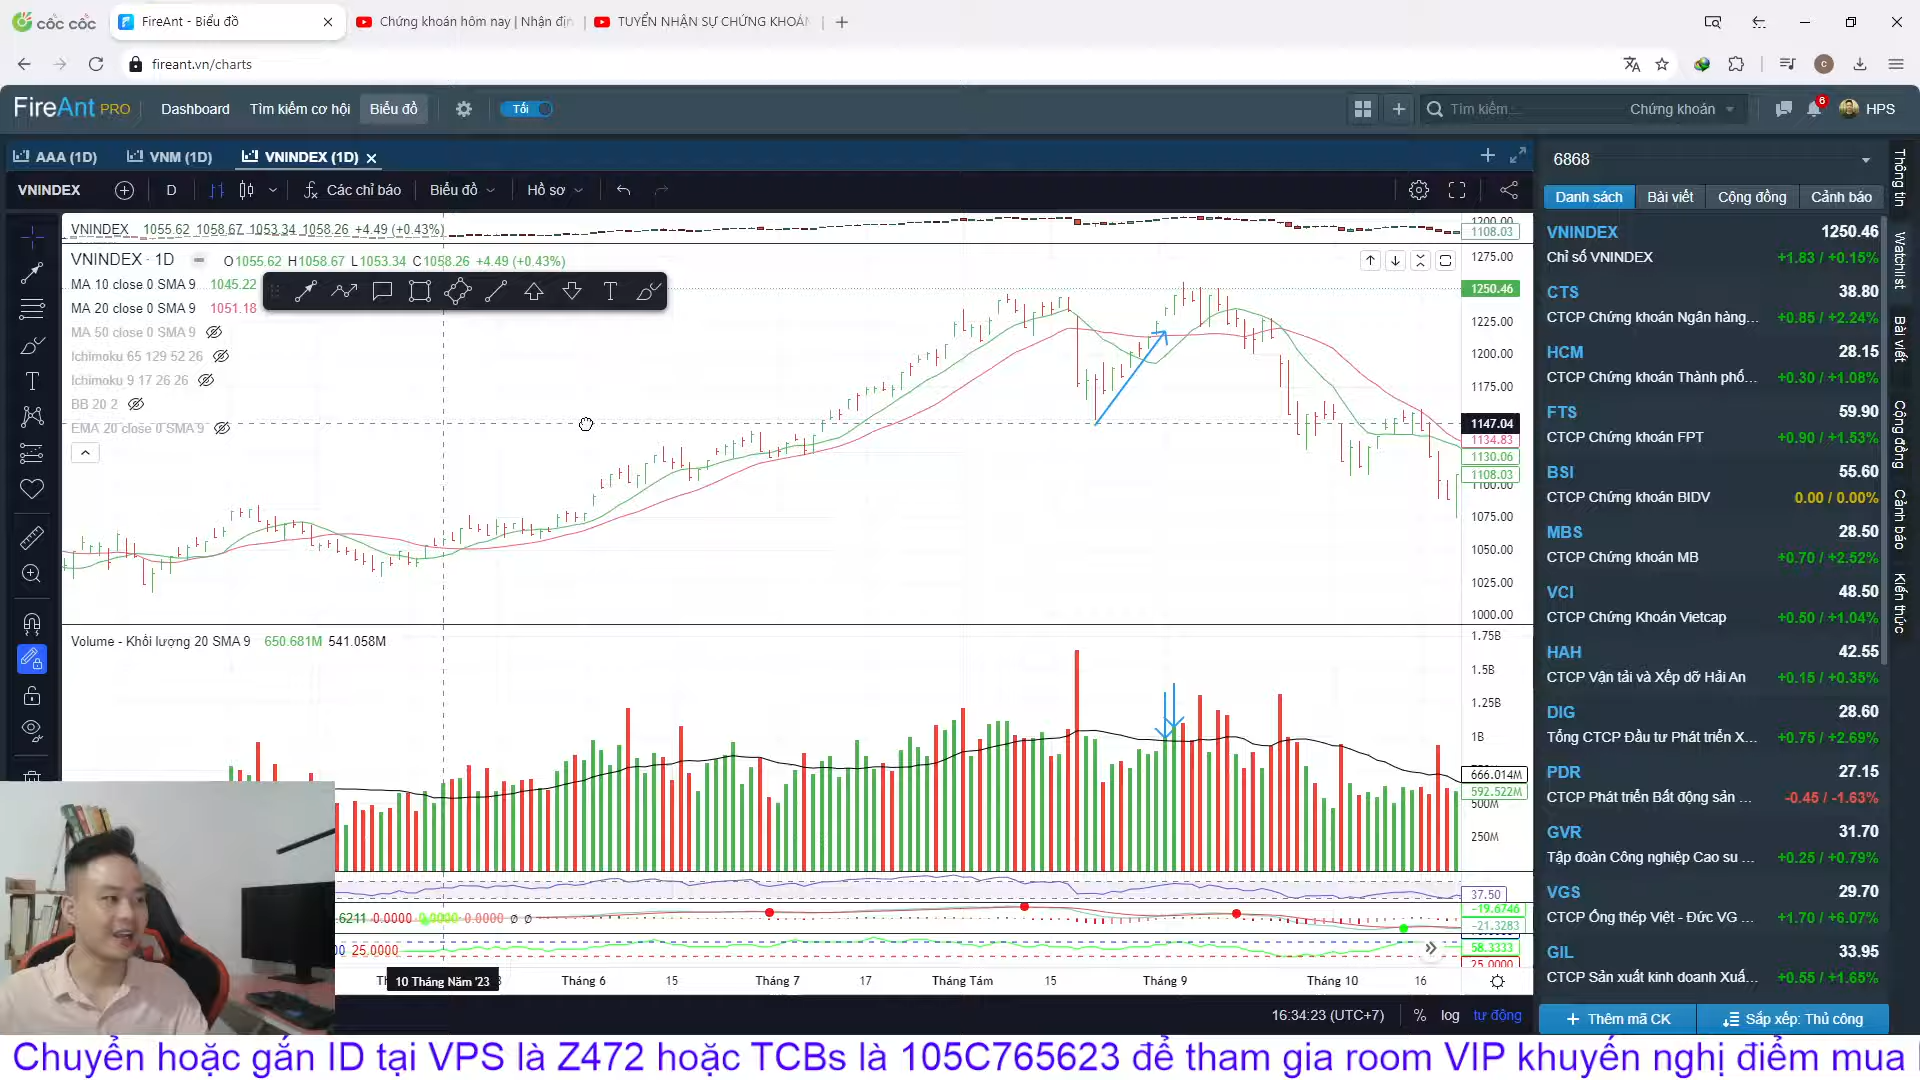 cốc cốc
FireAnt - Biểu đồ
Chứng khoán hôm nay | Nhận địn
TUYỂN NHẬN SỰ CHỨNG KHOÁN
fireant.vn/charts
FireAnt PRO
Dashboard
Tìm kiếm cơ hội
Biểu đồ
Tối
Tìm kiếm...
Chứng khoán
6
HPS
AAA (1D)
VNM (1D)
VNINDEX (1D)
VNINDEX
D
Các chỉ báo
Biểu đồ
Hồ sơ
VNINDEX 1055.62 1058.67 1053.34 1058.26 +4.49 (+0.43%)
VNINDEX · 1D O1055.62 H1058.67 L1053.34 C1058.26 +4.49 (+0.43%)
MA 10 close 0 SMA 9 1045.22
MA 20 close 0 SMA 9 1051.18
MA 50 close 0 SMA 9
Ichimoku 65 129 52 26
Ichimoku 9 17 26 26
BB 20 2
EMA 20 close 0 SMA 9
1200.00
1108.03
1275.00
1250.46
1225.00
1200.00
1175.00
1147.04
1134.83
1130.06
1108.03
1100.00
1075.00
1050.00
1025.00
1000.00
Volume - Khối lượng 20 SMA 9 650.681M 541.058M
1.75B
1.5B
1.25B
1B
666.014M
592.522M
500M
250M
37.50
-19.6746
-21.3283
58.3333
25.0000
.6211 0.0000 0.0000 0.0000 ∅ ∅
00 25.0000
10 Tháng Năm '23
Tháng 6
15
Tháng 7
17
Tháng Tám
15
Tháng 9
Tháng 10
16
16:34:23 (UTC+7)
%
log
tự động
6868
Danh sách
Bài viết
Cộng đồng
Cảnh báo
VNINDEX 1250.46
Chỉ số VNINDEX +1.83 / +0.15%
CTS 38.80
CTCP Chứng khoán Ngân hàng... +0.85 / +2.24%
HCM 28.15
CTCP Chứng khoán Thành phố... +0.30 / +1.08%
FTS 59.90
CTCP Chứng khoán FPT +0.90 / +1.53%
BSI 55.60
CTCP Chứng khoán BIDV 0.00 / 0.00%
MBS 28.50
CTCP Chứng khoán MB +0.70 / +2.52%
VCI 48.50
CTCP Chứng Khoán Vietcap +0.50 / +1.04%
HAH 42.55
CTCP Vận tải và Xếp dỡ Hải An +0.15 / +0.35%
DIG 28.60
Tổng CTCP Đầu tư Phát triển X... +0.75 / +2.69%
PDR 27.15
CTCP Phát triển Bất động sản ... -0.45 / -1.63%
GVR 31.70
Tập đoàn Công nghiệp Cao su ... +0.25 / +0.79%
VGS 29.70
CTCP Ống thép Việt - Đức VG ... +1.70 / +6.07%
GIL 33.95
CTCP Sản xuất kinh doanh Xuấ... +0.55 / +1.65%
Thêm mã CK
Sắp xếp: Thủ công
Thông tin
Watchlist
Bài viết
Cộng đồng
Cảnh báo
Kiến thức
Chuyển hoặc gắn ID tại VPS là Z472 hoặc TCBs là 105C765623 để tham gia room VIP khuyến nghị điểm mua